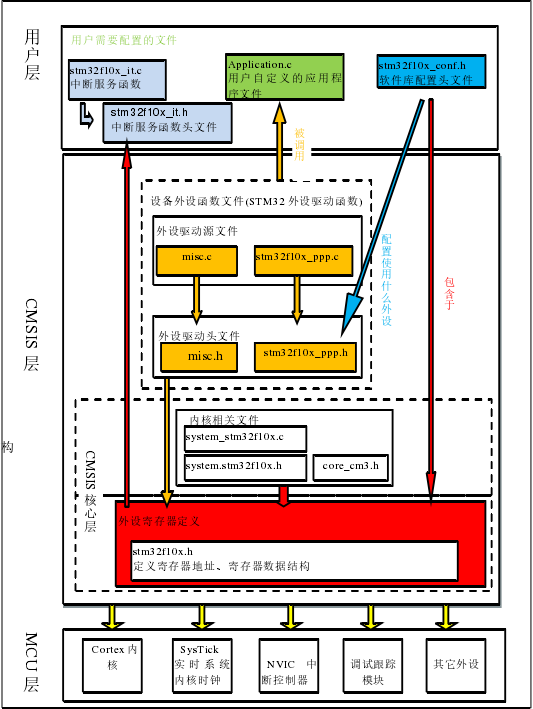 用户层
用户需要配置的文件
stm32f10x_it.c
中断服务函数
stm32f10x_it.h
中断服务函数头文件
Application.c
用户自定义的应用程
序文件
stm32f10x_conf.h
软件库配置头文件
被调用
CMSIS 层
设备外设函数文件(STM32 外设驱动函数)
外设驱动源文件
misc.c
stm32f10x_ppp.c
外设驱动头文件
misc.h
stm32f10x_ppp.h
配置使用什么外设
包含于
构
CMSIS 核心层
内核相关文件
system_stm32f10x.c
system.stm32f10x.h
core_cm3.h
外设寄存器定义
stm32f10x.h
定义寄存器地址、寄存器数据结构
MCU 层
Cortex 内
核
SysTick
实时系统
内核时钟
NVIC 中
断控制器
调试跟踪
模块
其它外设